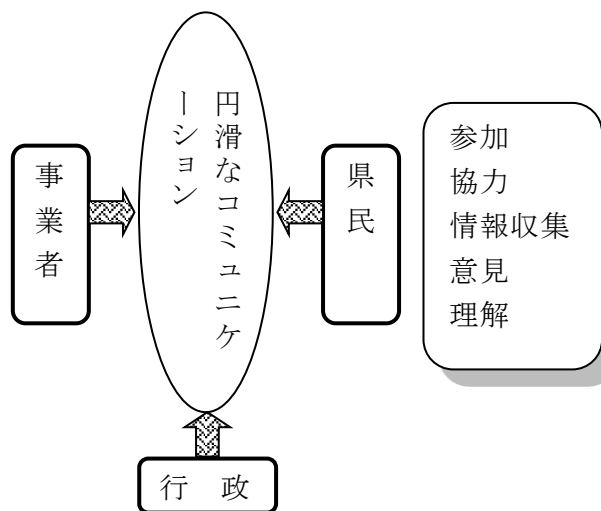 事業者
円滑なコミュニケ
ーション
県民
参加
協力
情報収集
意見
理解
行 政